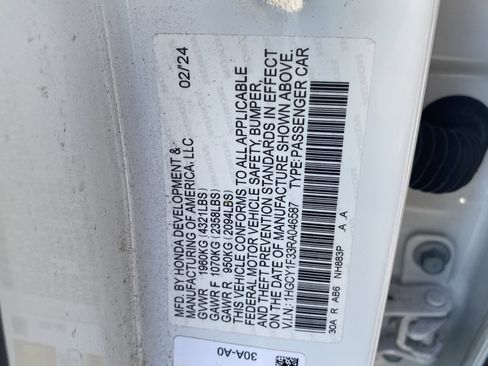 MFD. BY HONDA DEVELOPMENT & 02/'24
MANUFACTURING OF AMERICA, LLC
GVWR 1960KG (4321LBS)
GAWR F 1070KG (2358LBS)
GAWR R 950KG (2094LBS)
THIS VEHICLE CONFORMS TO ALL APPLICABLE
FEDERAL MOTOR VEHICLE SAFETY, BUMPER,
AND THEFT PREVENTION STANDARDS IN EFFECT
ON THE DATE OF MANUFACTURE SHOWN ABOVE.
V.I.N.: 1HGCY1F33RA046587 TYPE: PASSENGER CAR
30A R AB6 NH883P A A
30A-A0